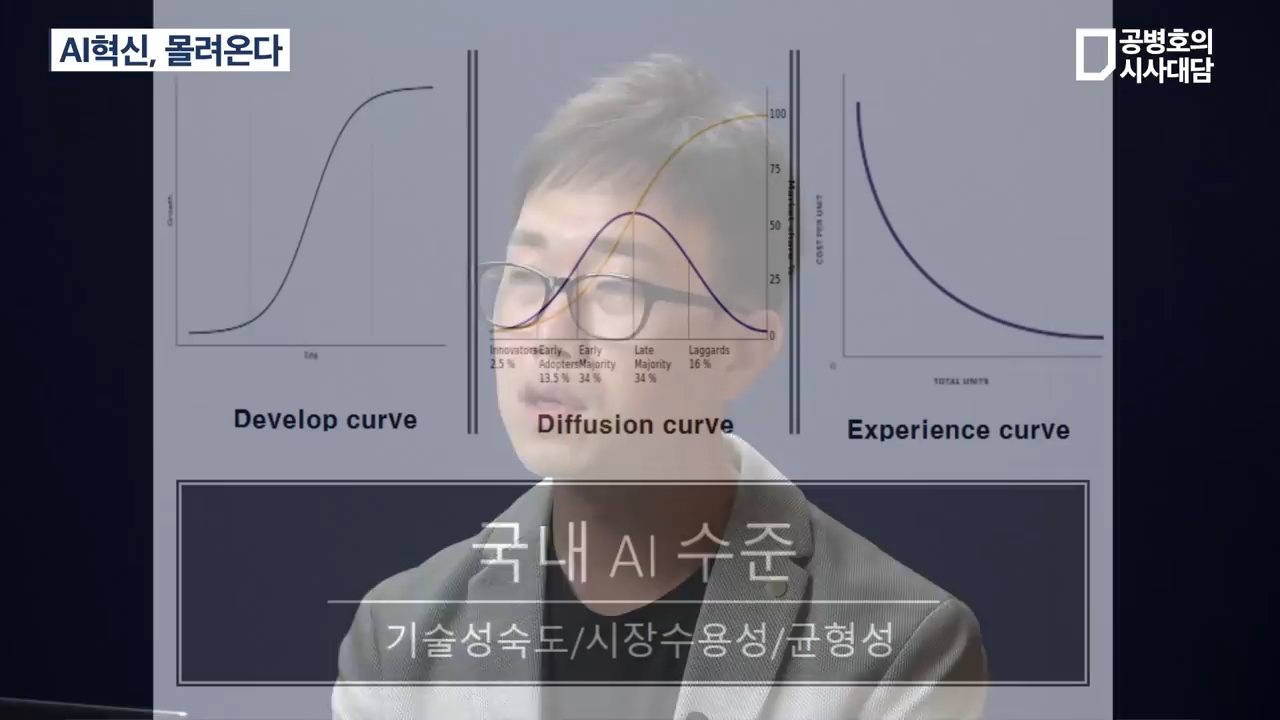 AI혁신, 몰려온다
공병호의
시사대담
Growth
100
75
50
25
0
Innovators
2.5 %
Early
Adopters
13.5 %
Early
Majority
34 %
Late
Majority
34 %
Laggards
16 %
Market share %
COST PER UNIT
0
TOTAL UNITS
Develop curve
Diffusion curve
Experience curve
국내 AI 수준
기술성숙도/시장수용성/균형성